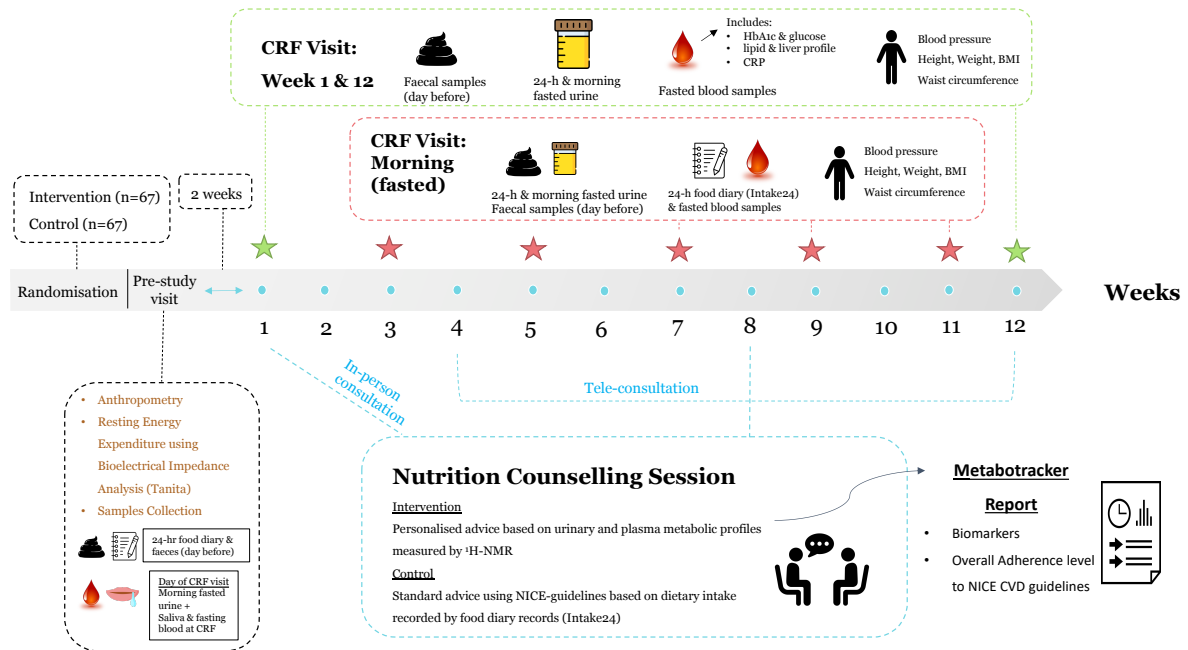 CRF Visit:
Week 1 & 12
Faecal samples
(day before)
24-h & morning
fasted urine
Fasted blood samples
Includes:
• HbA1c & glucose
• lipid & liver profile
• CRP
Blood pressure
Height, Weight, BMI
Waist circumference
CRF Visit:
Morning
(fasted)
24-h & morning fasted urine
Faecal samples (day before)
24-h food diary (Intake24)
& fasted blood samples
Blood pressure
Height, Weight, BMI
Waist circumference
Intervention (n=67)
Control (n=67)
2 weeks
Randomisation
Pre-study
visit
Weeks
1 2 3 4 5 6 7 8 9 10 11 12
In-person
consultation
Tele-consultation
• Anthropometry
• Resting Energy
Expenditure using
Bioelectrical Impedance
Analysis (Tanita)
• Samples Collection
24-hr food diary &
faeces (day before)
Day of CRF visit
Morning fasted
urine +
Saliva & fasting
blood at CRF
Nutrition Counselling Session
Intervention
Personalised advice based on urinary and plasma metabolic profiles
measured by ¹H-NMR
Control
Standard advice using NICE-guidelines based on dietary intake
recorded by food diary records (Intake24)
Metabotracker
Report
• Biomarkers
• Overall Adherence level
to NICE CVD guidelines